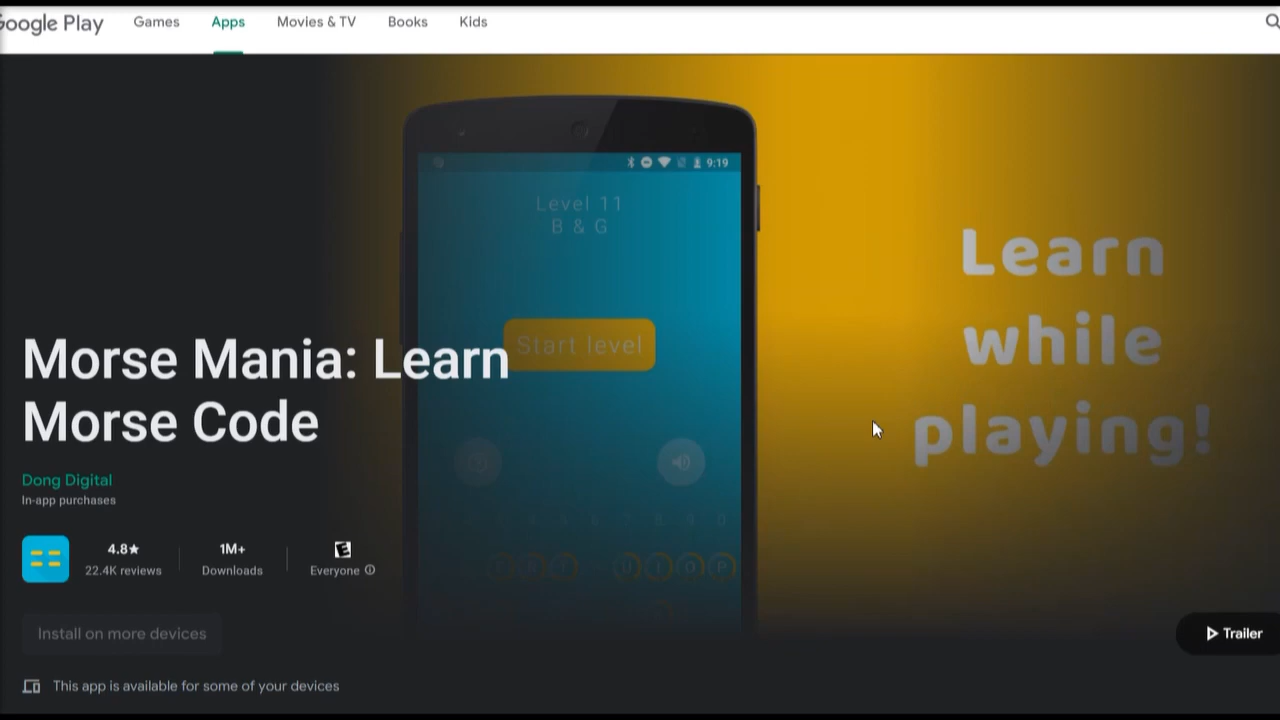 Google Play Games Apps Movies & TV Books Kids
9:19
Level 11
B & G
Start level
Learn
while
playing!
Morse Mania: Learn
Morse Code
Dong Digital
In-app purchases
4.8★ 1M+ E
22.4K reviews Downloads Everyone
Install on more devices
Trailer
This app is available for some of your devices